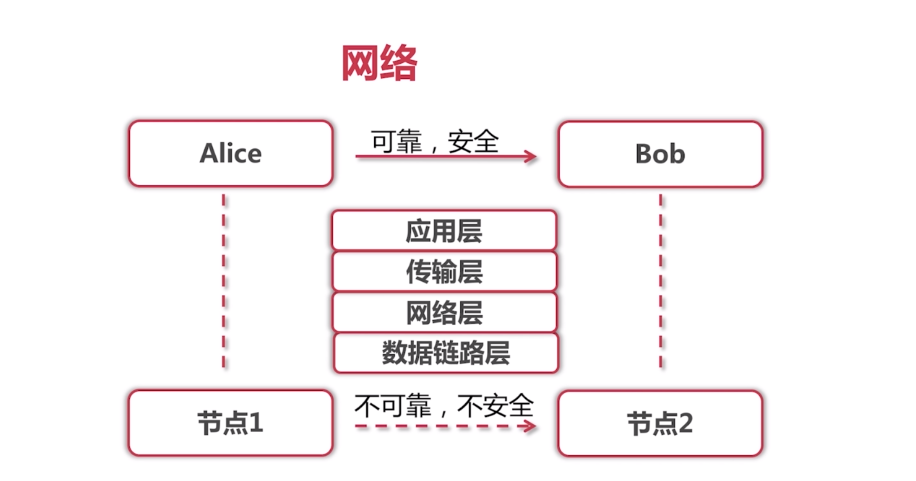 网络
Alice
可靠，安全
Bob
应用层
传输层
网络层
数据链路层
节点1
不可靠，不安全
节点2